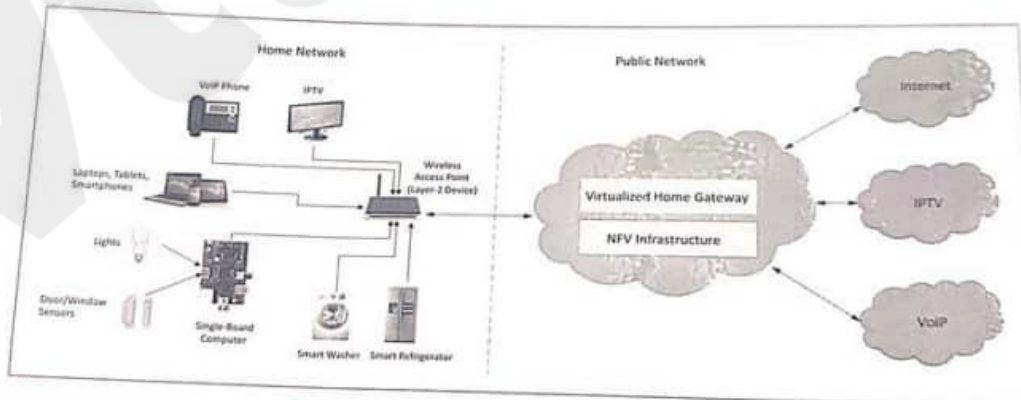 Home Network
Public Network
VoIP Phone
IPTV
Internet
Wireless
Access Point
(Layer-2 Device)
Laptops, Tablets,
Smartphones
Virtualized Home Gateway
IPTV
NFV Infrastructure
Lights
Door/Window
Sensors
Single-Board
Computer
Smart Washer
Smart Refrigerator
VoIP